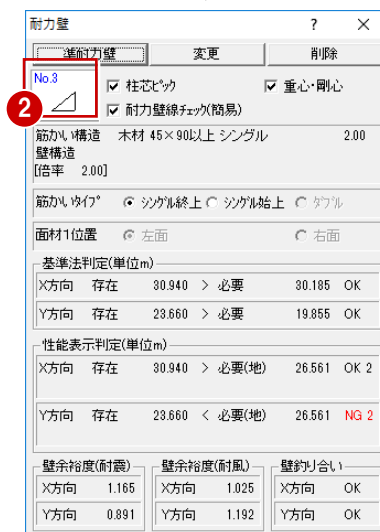 耐力壁 ? ×
準耐力壁 変更 削除
No.3
2
柱芯ピック 重心・剛心
耐力壁線チェック(簡易)
筋かい構造 木材 45×90以上 シングル 2.00
壁構造
[倍率 2.00]
筋かいタイプ シングル終上 シングル始上 ダブル
面材1位置 左面 右面
基準法判定(単位m)
X方向 存在 30.940 > 必要 30.185 OK
Y方向 存在 23.660 > 必要 19.855 OK
性能表示判定(単位m)
X方向 存在 30.940 > 必要(地) 26.561 OK 2
Y方向 存在 23.660 < 必要(地) 26.561 NG 2
壁余裕度(耐震) 壁余裕度(耐風) 壁釣り合い
X方向 1.165 X方向 1.025 X方向 OK
Y方向 0.891 Y方向 1.192 Y方向 OK